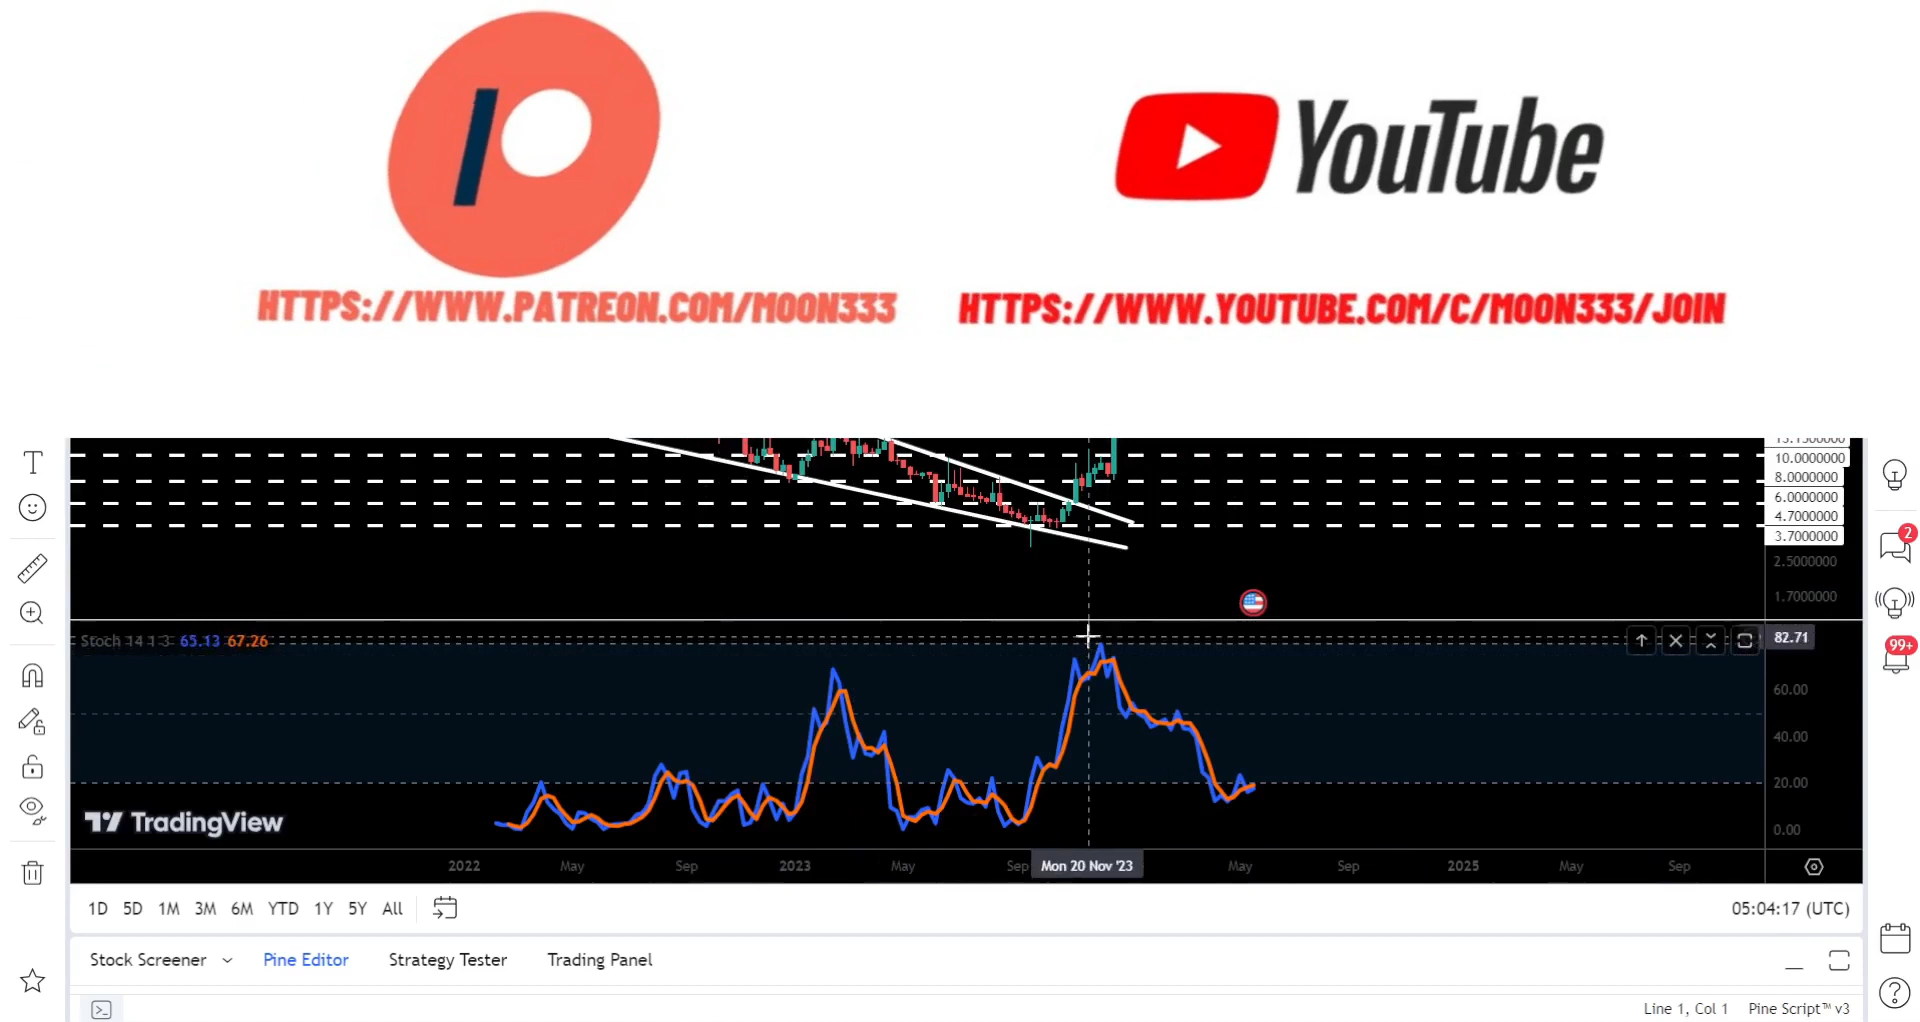 YouTube
HTTPS://WWW.PATREON.COM/MOON333
HTTPS://WWW.YOUTUBE.COM/C/MOON333/JOIN
10.0000000
8.0000000
6.0000000
4.7000000
3.7000000
2.5000000
1.7000000
2
99+
Stoch 14 1 3 65.13 67.26
82.71
60.00
40.00
20.00
0.00
TradingView
2022 May Sep 2023 May Sep Mon 20 Nov '23 May Sep 2025 May Sep
1D 5D 1M 3M 6M YTD 1Y 5Y All
05:04:17 (UTC)
Stock Screener Pine Editor Strategy Tester Trading Panel
Line 1, Col 1 Pine Script™ v3